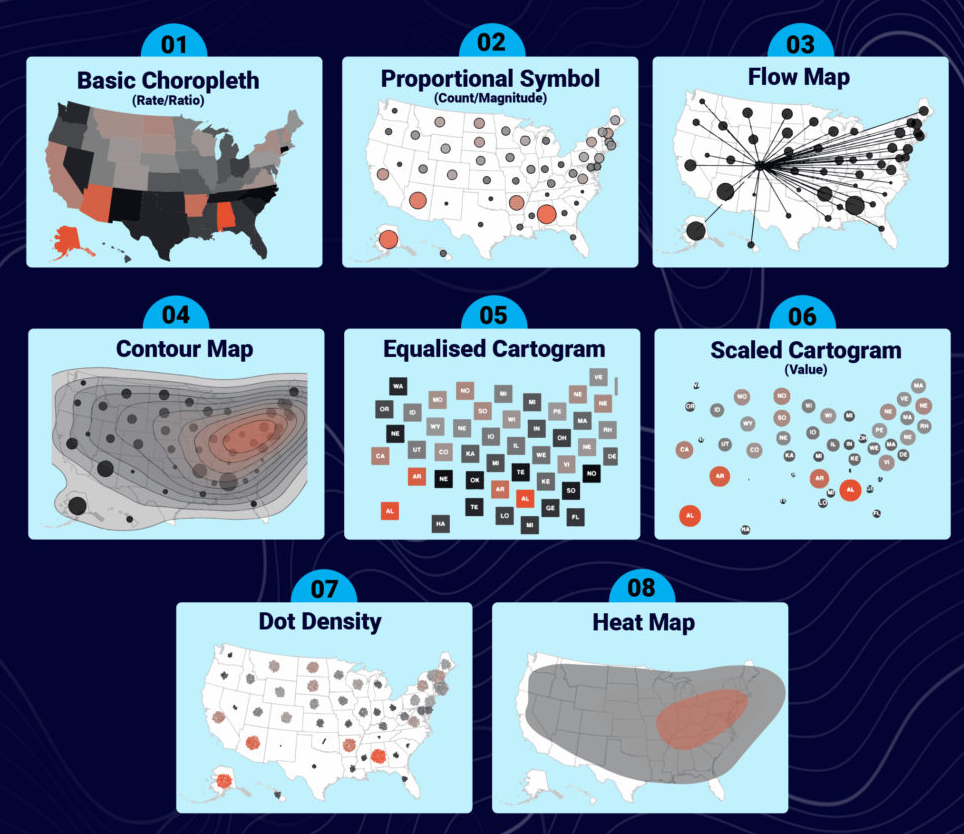 01
Basic Choropleth
(Rate/Ratio)
02
Proportional Symbol
(Count/Magnitude)
03
Flow Map
04
Contour Map
05
Equalised Cartogram
VE
WA
NO
MI
NE
MO
MI
NE
OR
ID
SO
PE
WI
MA
WY
NE
IN
RH
NE
IO
OH
IL
NE
UT
CO
KA
WE
DE
CA
MI
VI
TE
NO
AR
NE
OK
KE
AR
SO
AL
AL
TE
GE
LO
FL
HA
MI
06
Scaled Cartogram
(Value)
MA
MO
NO
VE
OR
ID
MI
NE
NE
SO
WI
MI
MA
WY
RH
PE
IO
NE
NE
UT
IL
IN
MA
CA
CO
WE
KA
MI
KE
DE
VI
AR
AR
AL
MI
LO
AL
FL
HA
07
Dot Density
08
Heat Map